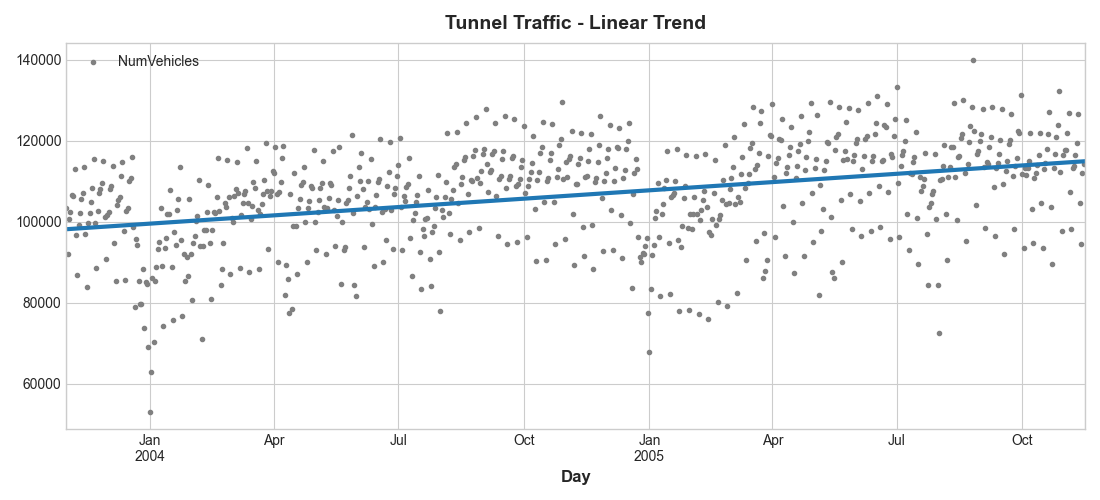 Tunnel Traffic - Linear Trend
NumVehicles
140000
120000
100000
80000
60000
Jan Apr Jul Oct Jan Apr Jul Oct
2004 2005
Day